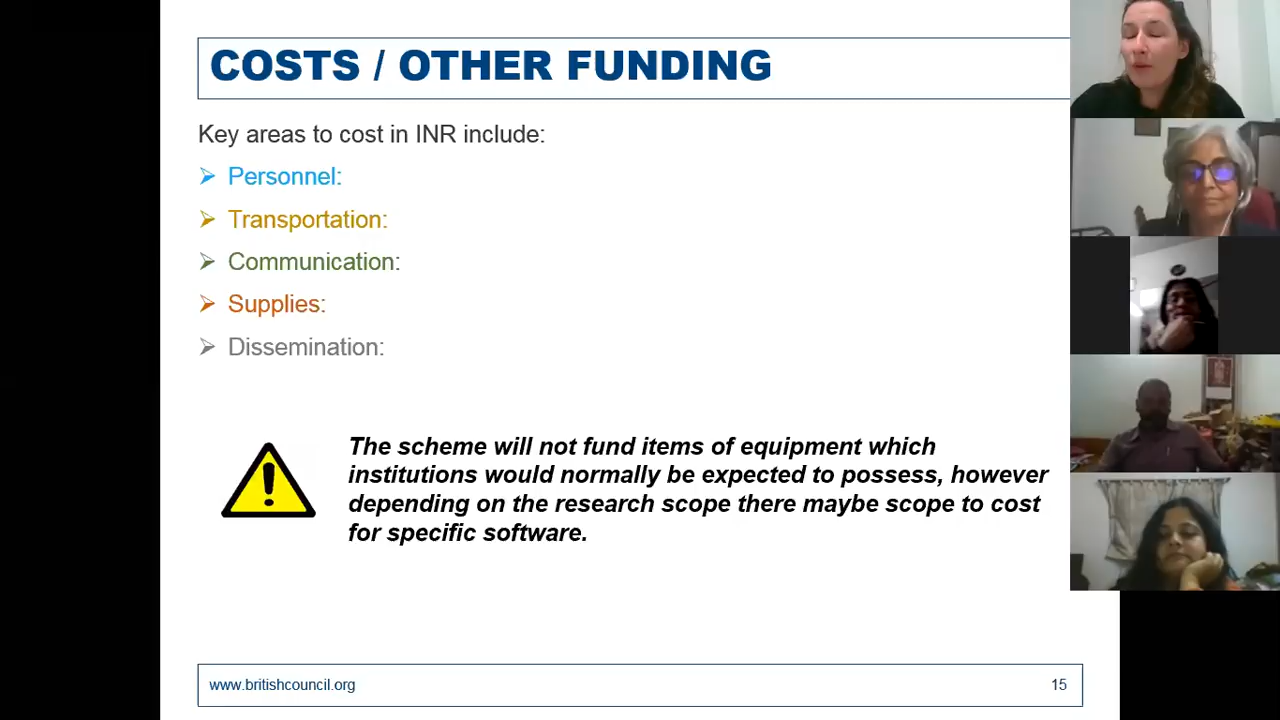 COSTS / OTHER FUNDING
Key areas to cost in INR include:
Personnel:
Transportation:
Communication:
Supplies:
Dissemination:
The scheme will not fund items of equipment which
institutions would normally be expected to possess, however
depending on the research scope there maybe scope to cost
for specific software.
www.britishcouncil.org
15